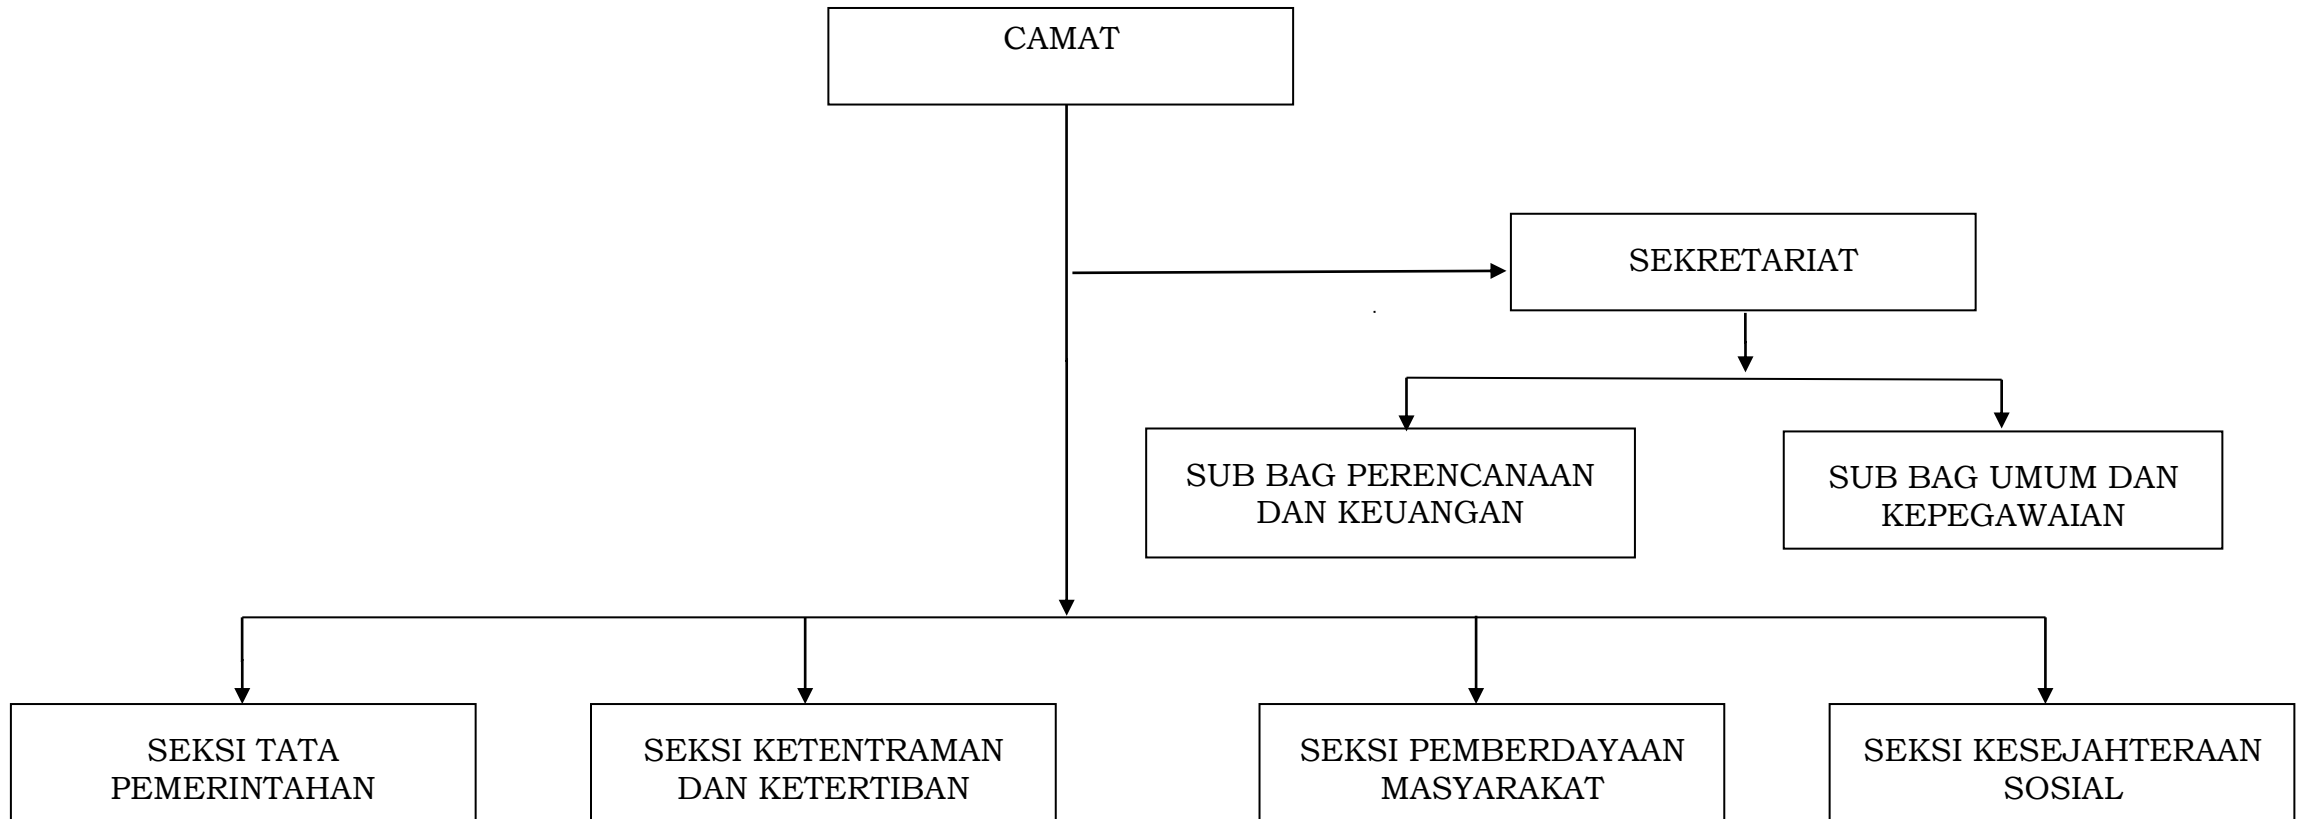 CAMAT
SEKRETARIAT
SUB BAG PERENCANAAN
DAN KEUANGAN
SUB BAG UMUM DAN
KEPEGAWAIAN
SEKSI TATA
PEMERINTAHAN
SEKSI KETENTRAMAN
DAN KETERTIBAN
SEKSI PEMBERDAYAAN
MASYARAKAT
SEKSI KESEJAHTERAAN
SOSIAL